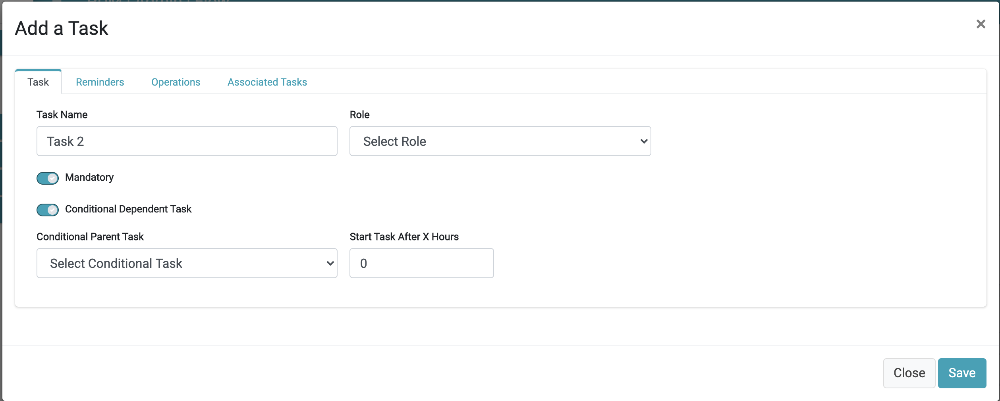 Add a Task
×
Task Reminders Operations Associated Tasks
Task Name Role
Task 2 Select Role
Mandatory
Conditional Dependent Task
Conditional Parent Task Start Task After X Hours
Select Conditional Task 0
Close Save